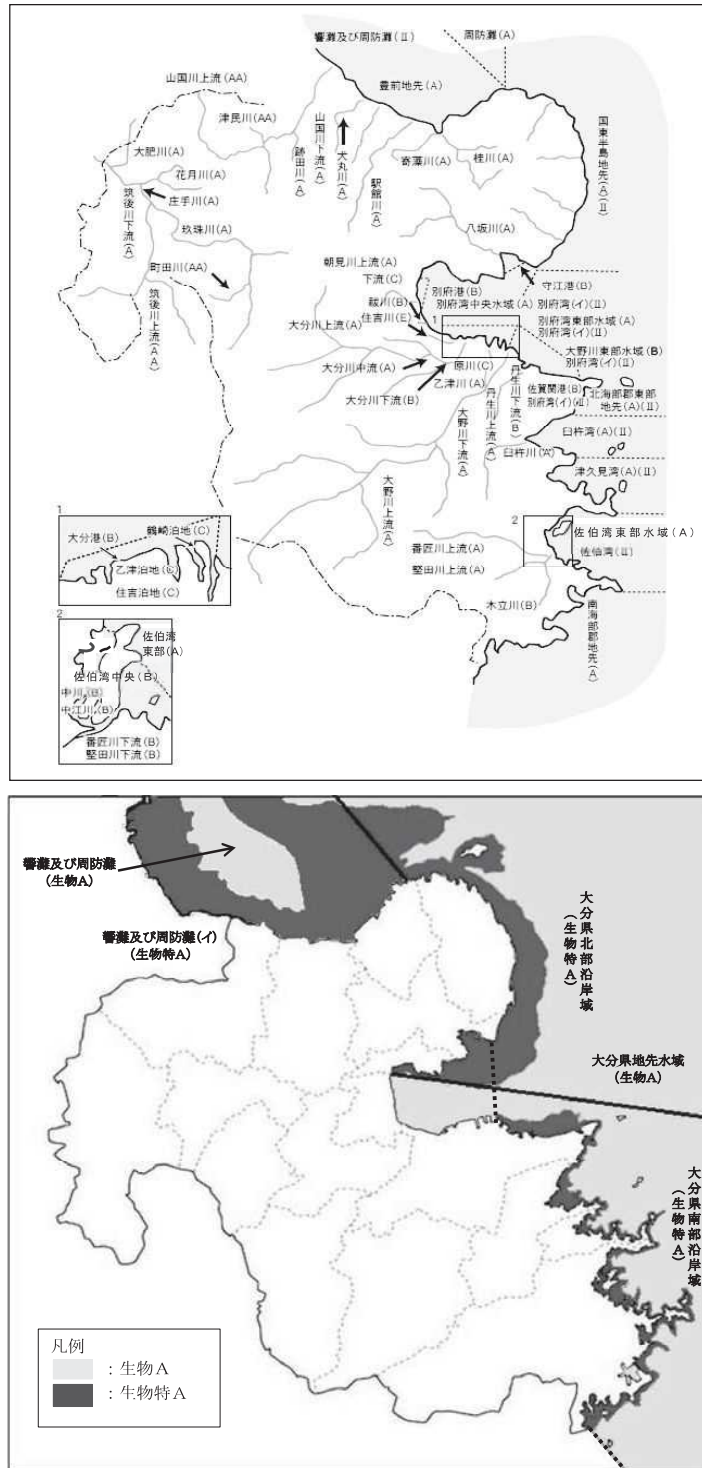 響灘及び周防灘(Ⅱ)
周防灘(A)
豊前地先(A)
山国川上流(AA)
津民川(AA)
山国川下流(A)
跡田川(A)
犬丸川(A)
駅館川(A)
寄藻川(A)
桂川(A)
国東半島地先(A)(Ⅱ)
大肥川(A)
花月川(A)
庄手川(A)
筑後川下流(A)
玖珠川(A)
八坂川(A)
町田川(AA)
筑後川上流(AA)
朝見川上流(A)
下流(C)
別府港(B)
守江港(B)
別府湾中央水域(A)
別府湾(イ)(Ⅱ)
住吉川(E)
1
別府湾東部水域(A)
別府湾(イ)(Ⅱ)
大分川上流(A)
大分川中流(A)
大分川下流(B)
原川(C)
乙津川(A)
大野川東部水域(B)
別府湾(イ)(Ⅱ)
丹生川下流(B)
丹生川上流(A)
佐賀関港(B)
別府湾(イ)(Ⅱ)
北海部郡東部
地先(A)(Ⅱ)
大野川下流(A)
臼杵川(A)
臼杵湾(A)(Ⅱ)
津久見湾(A)(Ⅱ)
大野川上流(A)
2
佐伯湾東部水域(A)
佐伯湾(Ⅱ)
番匠川上流(A)
堅田川上流(A)
木立川(B)
南海部郡地先(A)
1
大分港(B)
鶴崎泊地(C)
乙津泊地(C)
住吉泊地(C)
2
佐伯湾
東部(A)
佐伯湾中央(B)
中川(B)
中江川(B)
番匠川下流(B)
堅田川下流(B)
響灘及び周防灘
(生物A)
響灘及び周防灘(イ)
(生物特A)
大分県北部沿岸域
(生物特A)
大分県地先水域
(生物A)
大分県南部沿岸域
(生物特A)
凡例
：生物A
：生物特A